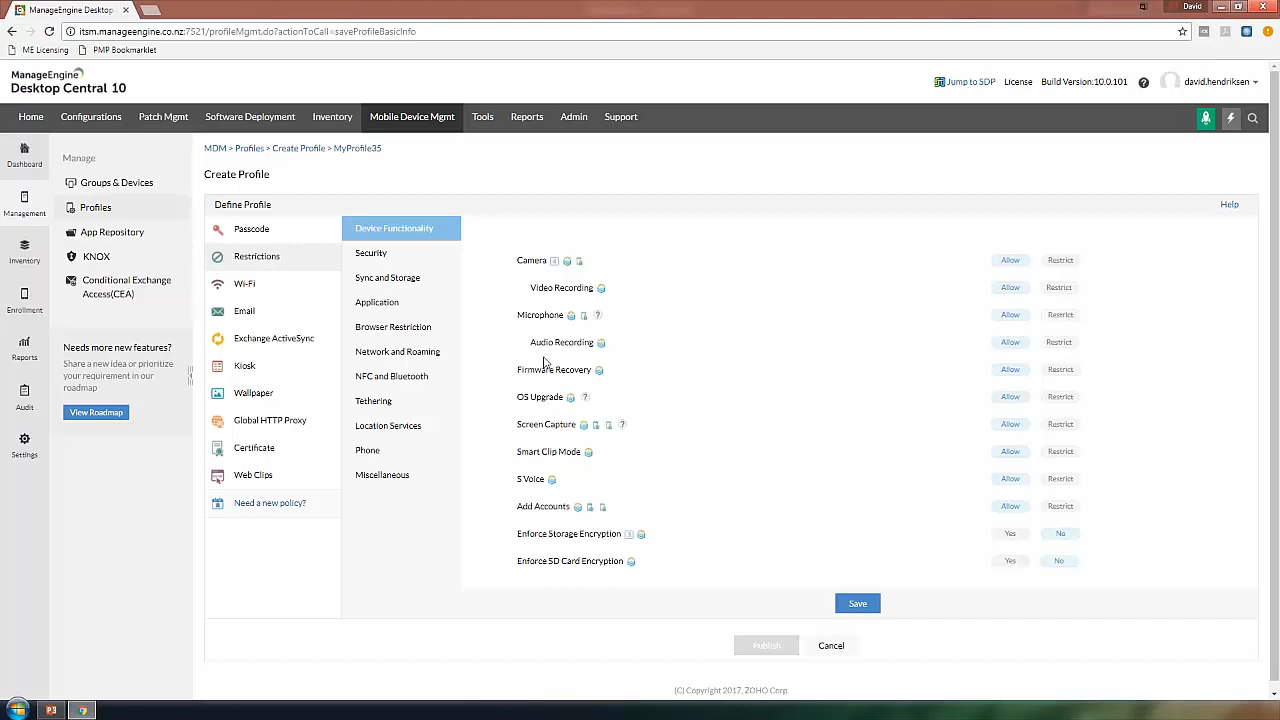 ManageEngine Desktop
David
itsm.manageengine.co.nz:7521/profileMgmt.do?actionToCall=saveProfileBasicInfo
ME Licensing
PMP Bookmarklet
ManageEngine
Desktop Central 10
Jump to SDP
License
Build Version:10.0.101
david.hendriksen
Home
Configurations
Patch Mgmt
Software Deployment
Inventory
Mobile Device Mgmt
Tools
Reports
Admin
Support
Dashboard
Management
Inventory
Enrollment
Reports
Audit
Settings
Manage
Groups & Devices
Profiles
App Repository
KNOX
Conditional Exchange
Access(CEA)
Needs more new features?
Share a new idea or prioritize
your requirement in our
roadmap
View Roadmap
MDM > Profiles > Create Profile > MyProfile35
Create Profile
Define Profile
Help
Passcode
Restrictions
Wi-Fi
Email
Exchange ActiveSync
Kiosk
Wallpaper
Global HTTP Proxy
Certificate
Web Clips
Need a new policy?
Device Functionality
Security
Sync and Storage
Application
Browser Restriction
Network and Roaming
NFC and Bluetooth
Tethering
Location Services
Phone
Miscellaneous
Camera Allow Restrict
Video Recording Allow Restrict
Microphone ? Allow Restrict
Audio Recording Allow Restrict
Firmware Recovery Allow Restrict
OS Upgrade ? Allow Restrict
Screen Capture ? Allow Restrict
Smart Clip Mode Allow Restrict
S Voice Allow Restrict
Add Accounts Allow Restrict
Enforce Storage Encryption Yes No
Enforce SD Card Encryption Yes No
Save
Publish
Cancel
(C) Copyright 2017, ZOHO Corp.